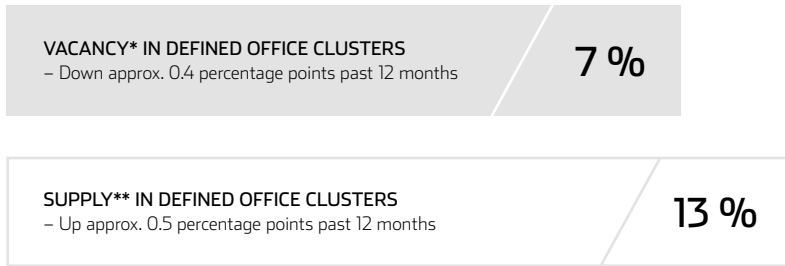 VACANCY* IN DEFINED OFFICE CLUSTERS
– Down approx. 0.4 percentage points past 12 months
7 %
SUPPLY** IN DEFINED OFFICE CLUSTERS
– Up approx. 0.5 percentage points past 12 months
13 %